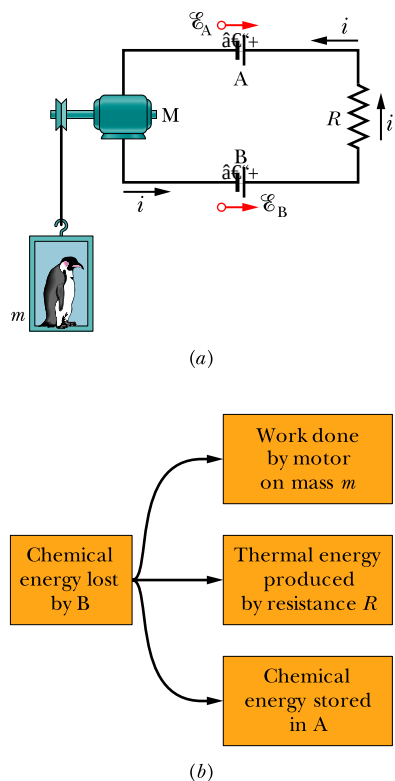 ℰA
i
â€“+
A
M
R
i
B
â€“+
i
ℰB
m
(a)
Work done
by motor
on mass m
Chemical
energy lost
by B
Thermal energy
produced
by resistance R
Chemical
energy stored
in A
(b)